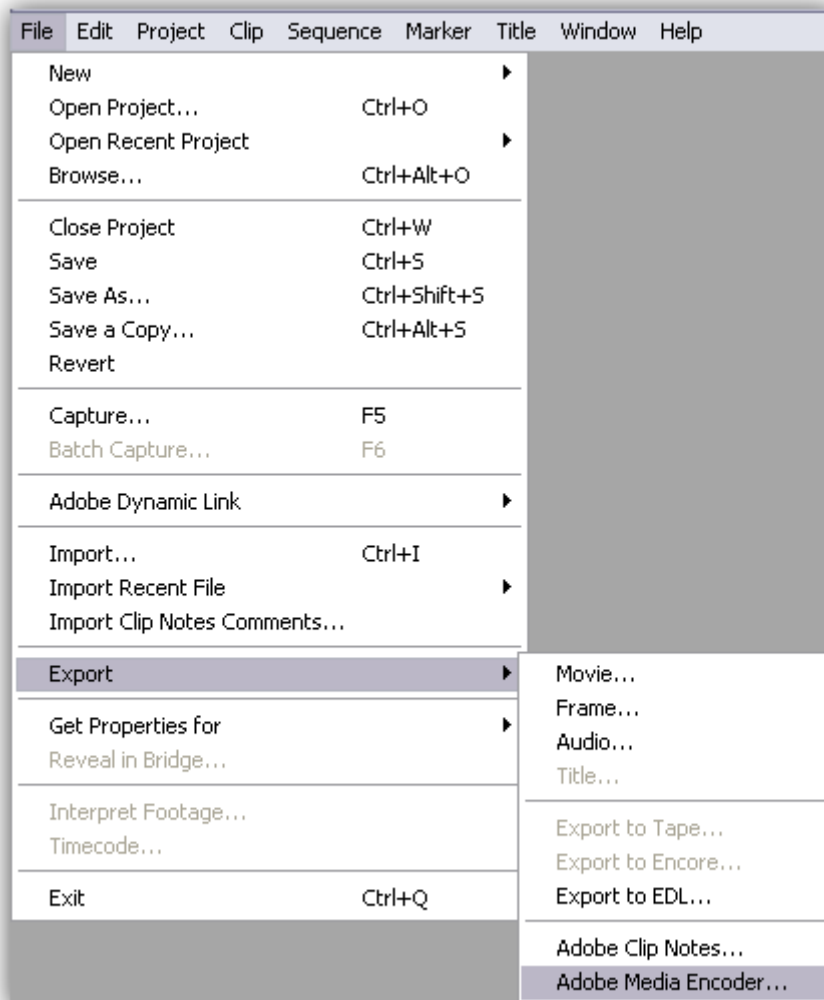 File Edit Project Clip Sequence Marker Title Window Help
New
Open Project... Ctrl+O
Open Recent Project
Browse... Ctrl+Alt+O
Close Project Ctrl+W
Save Ctrl+S
Save As... Ctrl+Shift+S
Save a Copy... Ctrl+Alt+S
Revert
Capture... F5
Batch Capture... F6
Adobe Dynamic Link
Import... Ctrl+I
Import Recent File
Import Clip Notes Comments...
Export
Get Properties for
Reveal in Bridge...
Interpret Footage...
Timecode...
Exit Ctrl+Q
Movie...
Frame...
Audio...
Title...
Export to Tape...
Export to Encore...
Export to EDL...
Adobe Clip Notes...
Adobe Media Encoder...